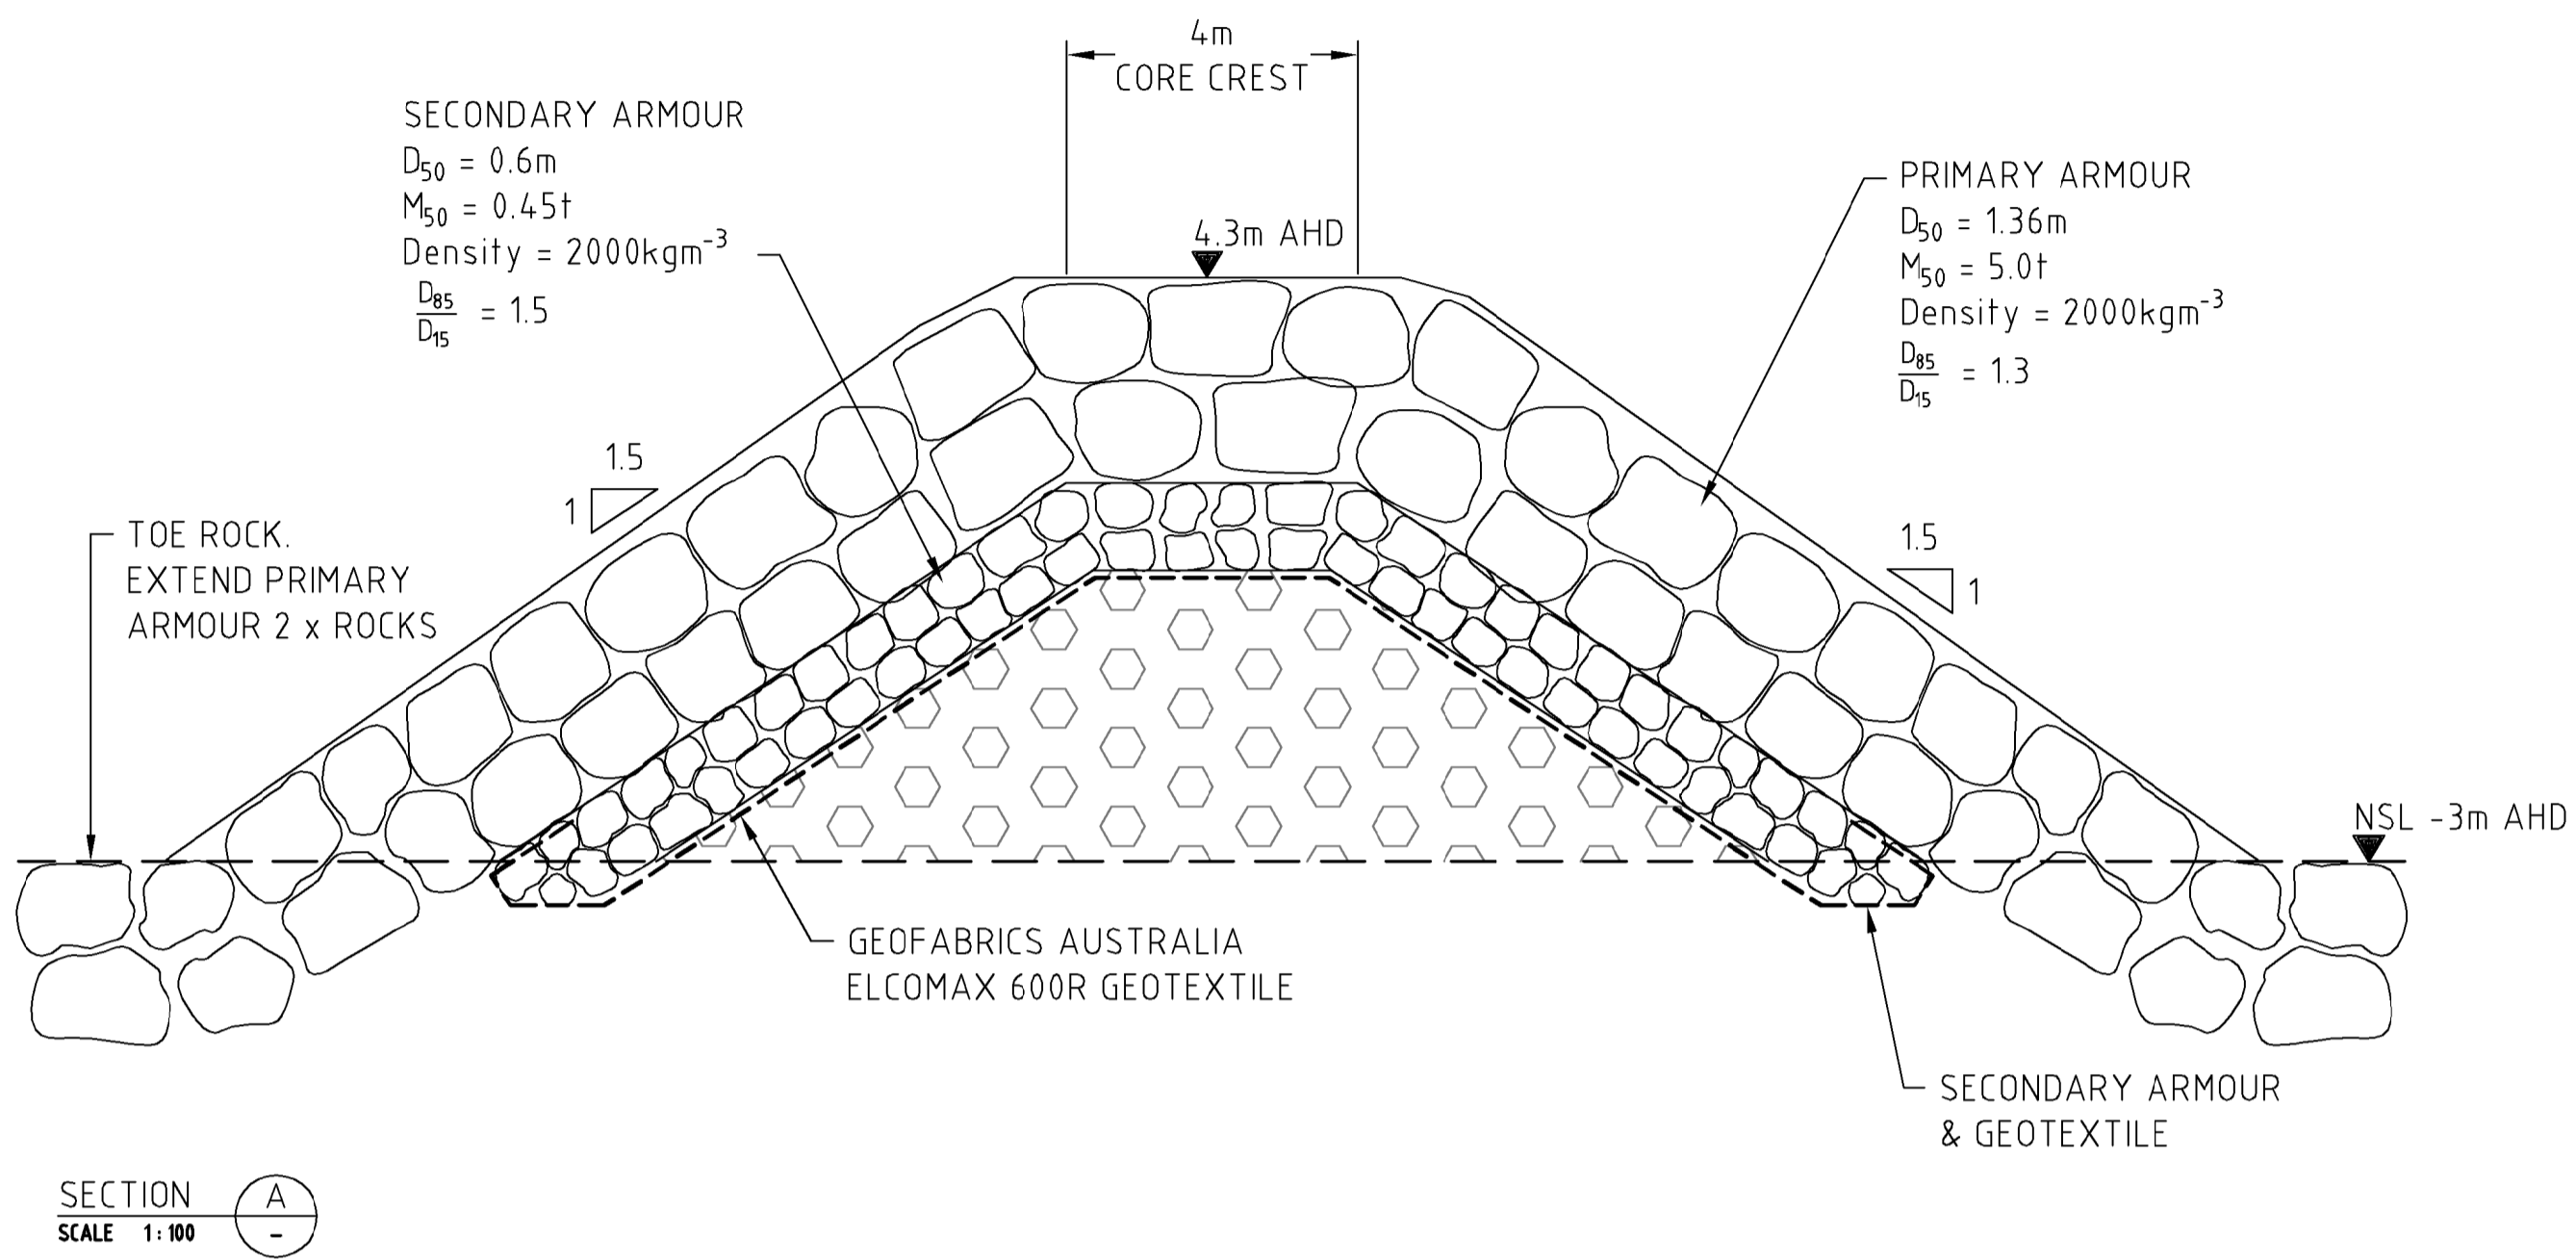 4m
CORE CREST
SECONDARY ARMOUR
D₅₀ = 0.6m
M₅₀ = 0.45t
Density = 2000kgm⁻³
D₈₅
D₁₅
= 1.5
4.3m AHD
PRIMARY ARMOUR
D₅₀ = 1.36m
M₅₀ = 5.0t
Density = 2000kgm⁻³
D₈₅
D₁₅
= 1.3
1.5
1
1.5
1
TOE ROCK.
EXTEND PRIMARY
ARMOUR 2 x ROCKS
NSL -3m AHD
GEOFABRICS AUSTRALIA
ELCOMAX 600R GEOTEXTILE
SECONDARY ARMOUR
& GEOTEXTILE
SECTION
A
SCALE 1:100
-